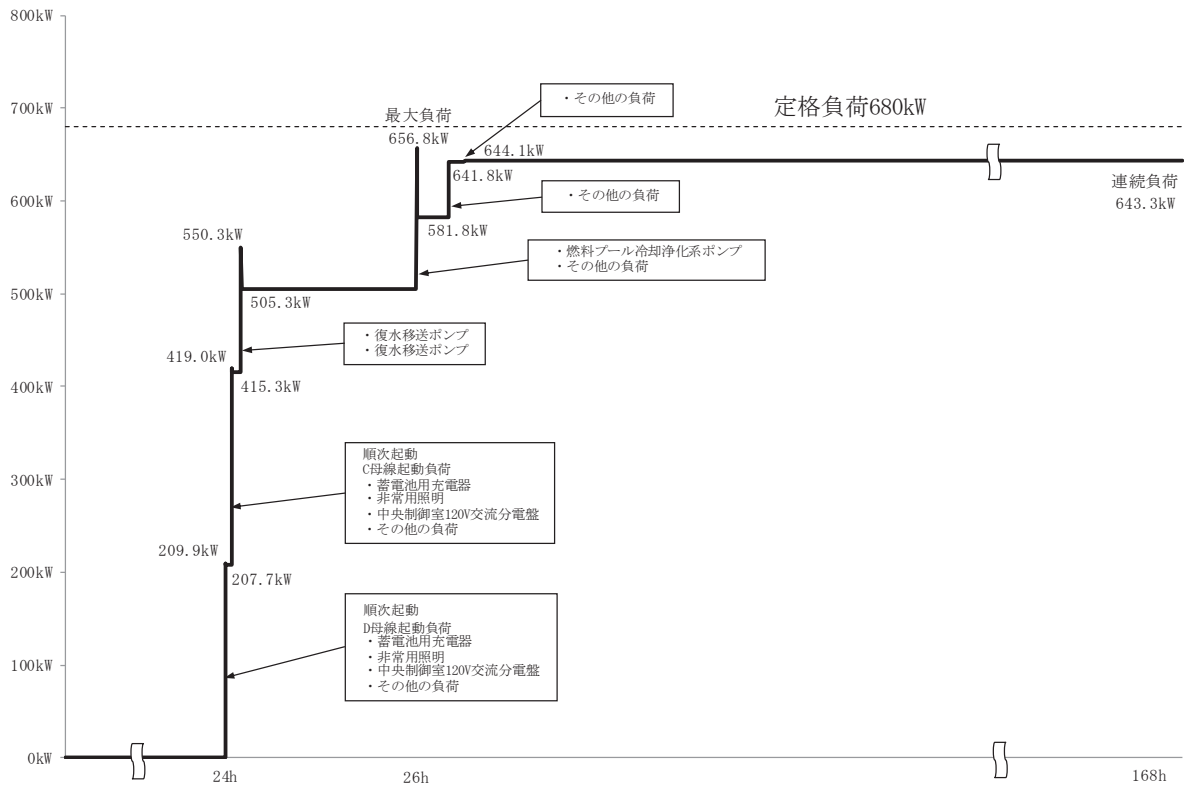 800kW
700kW
600kW
500kW
400kW
300kW
200kW
100kW
0kW
24h
26h
168h
定格負荷680kW
最大負荷
656.8kW
・その他の負荷
644.1kW
641.8kW
・その他の負荷
581.8kW
連続負荷
643.3kW
・燃料プール冷却浄化系ポンプ
・その他の負荷
550.3kW
505.3kW
・復水移送ポンプ
・復水移送ポンプ
419.0kW
415.3kW
順次起動
C母線起動負荷
・蓄電池用充電器
・非常用照明
・中央制御室120V交流分電盤
・その他の負荷
209.9kW
207.7kW
順次起動
D母線起動負荷
・蓄電池用充電器
・非常用照明
・中央制御室120V交流分電盤
・その他の負荷